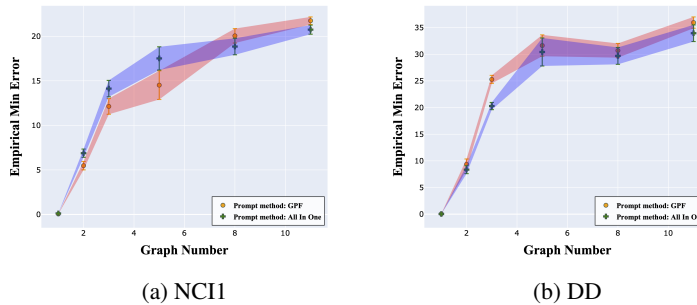 20
15
10
5
0
Empirical Min Error
2
4
6
8
10
Graph Number
Prompt method: GPF
Prompt method: All In One
(a) NCI1
35
30
25
20
15
10
5
0
Empirical Min Error
2
4
6
8
10
Graph Number
Prompt method: GPF
Prompt method: All In O
(b) DD